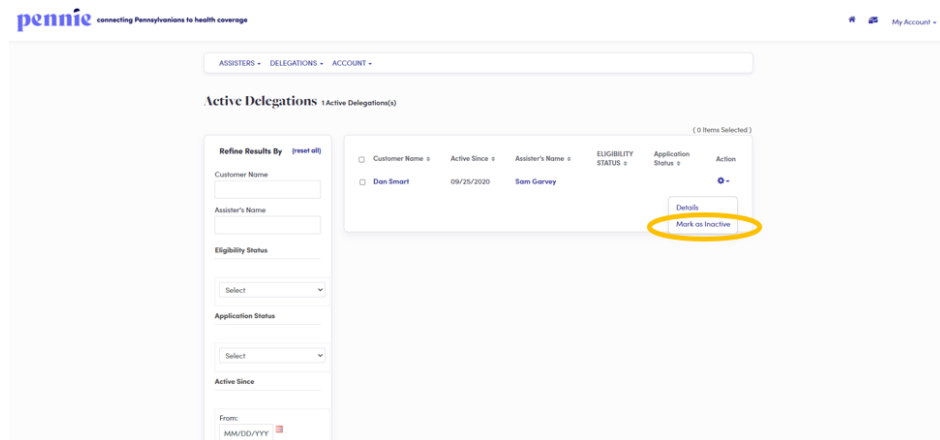 pennie connecting Pennsylvanians to health coverage
My Account
ASSISTERS DELEGATIONS ACCOUNT
Active Delegations 1 Active Delegations(s)
( 0 Items Selected )
Refine Results By (reset all)
Customer Name
Assister's Name
Eligibility Status
Select
Application Status
Select
Active Since
From:
MM/DD/YYY
Customer Name Active Since Assister's Name ELIGIBILITY STATUS Application Status Action
Dan Smart 09/25/2020 Sam Garvey
Details
Mark as Inactive